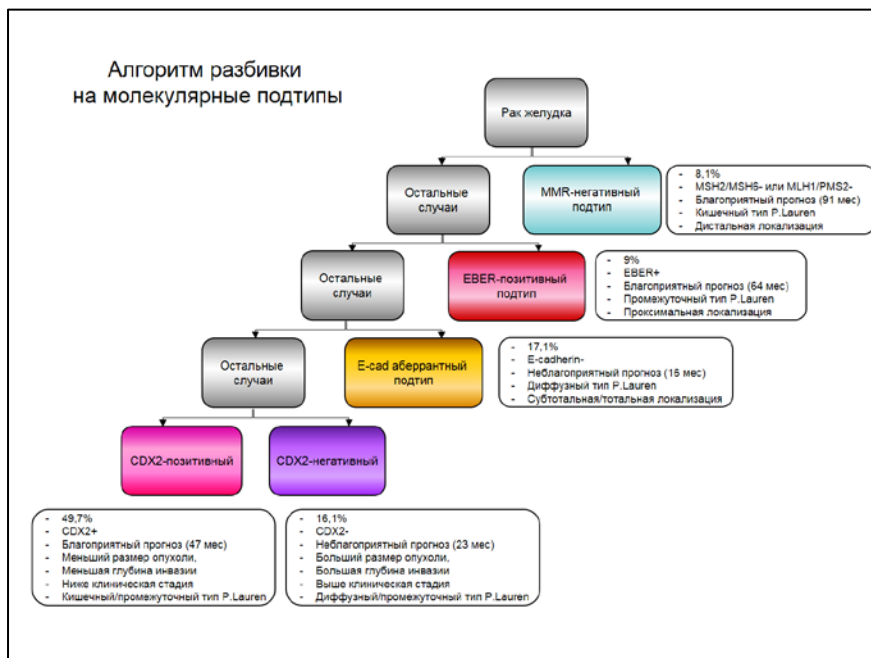 Алгоритм разбивки
на молекулярные подтипы
Рак желудка
Остальные
случаи
MMR-негативный
подтип
- 8,1%
- MSH2/MSH6- или MLH1/PMS2-
- Благоприятный прогноз (91 мес)
- Кишечный тип P.Lauren
- Дистальная локализация
Остальные
случаи
EBER-позитивный
подтип
- 9%
- EBER+
- Благоприятный прогноз (64 мес)
- Промежуточный тип P.Lauren
- Проксимальная локализация
Остальные
случаи
E-cad аберрантный
подтип
- 17,1%
- E-cadherin-
- Неблагоприятный прогноз (15 мес)
- Диффузный тип P.Lauren
- Субтотальная/тотальная локализация
CDX2-позитивный
CDX2-негативный
- 49,7%
- CDX2+
- Благоприятный прогноз (47 мес)
- Меньший размер опухоли,
- Меньшая глубина инвазии
- Ниже клиническая стадия
- Кишечный/промежуточный тип P.Lauren
- 16,1%
- CDX2-
- Неблагоприятный прогноз (23 мес)
- Больший размер опухоли,
- Большая глубина инвазии
- Выше клиническая стадия
- Диффузный/промежуточный тип P.Lauren